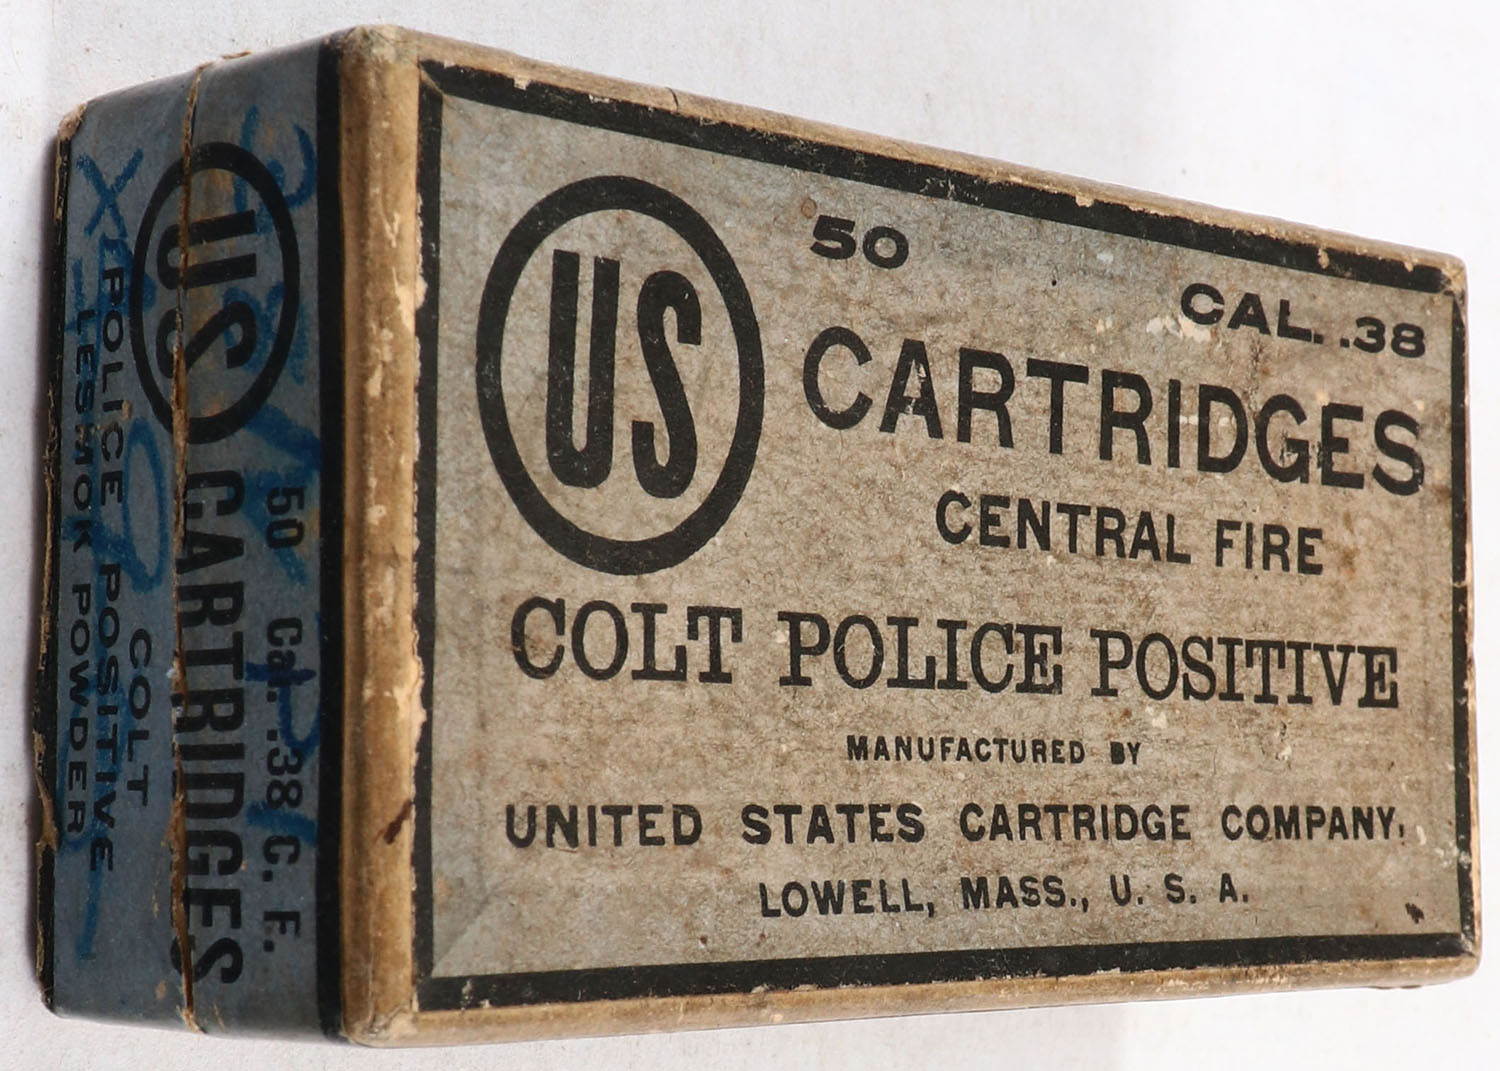 US
50
CAL. .38
CARTRIDGES
CENTRAL FIRE
COLT POLICE POSITIVE
MANUFACTURED BY
UNITED STATES CARTRIDGE COMPANY,
LOWELL, MASS., U. S. A.
US
50 Cal. .38 C. F.
CARTRIDGES
COLT
POLICE POSITIVE
LESMOK POWDER